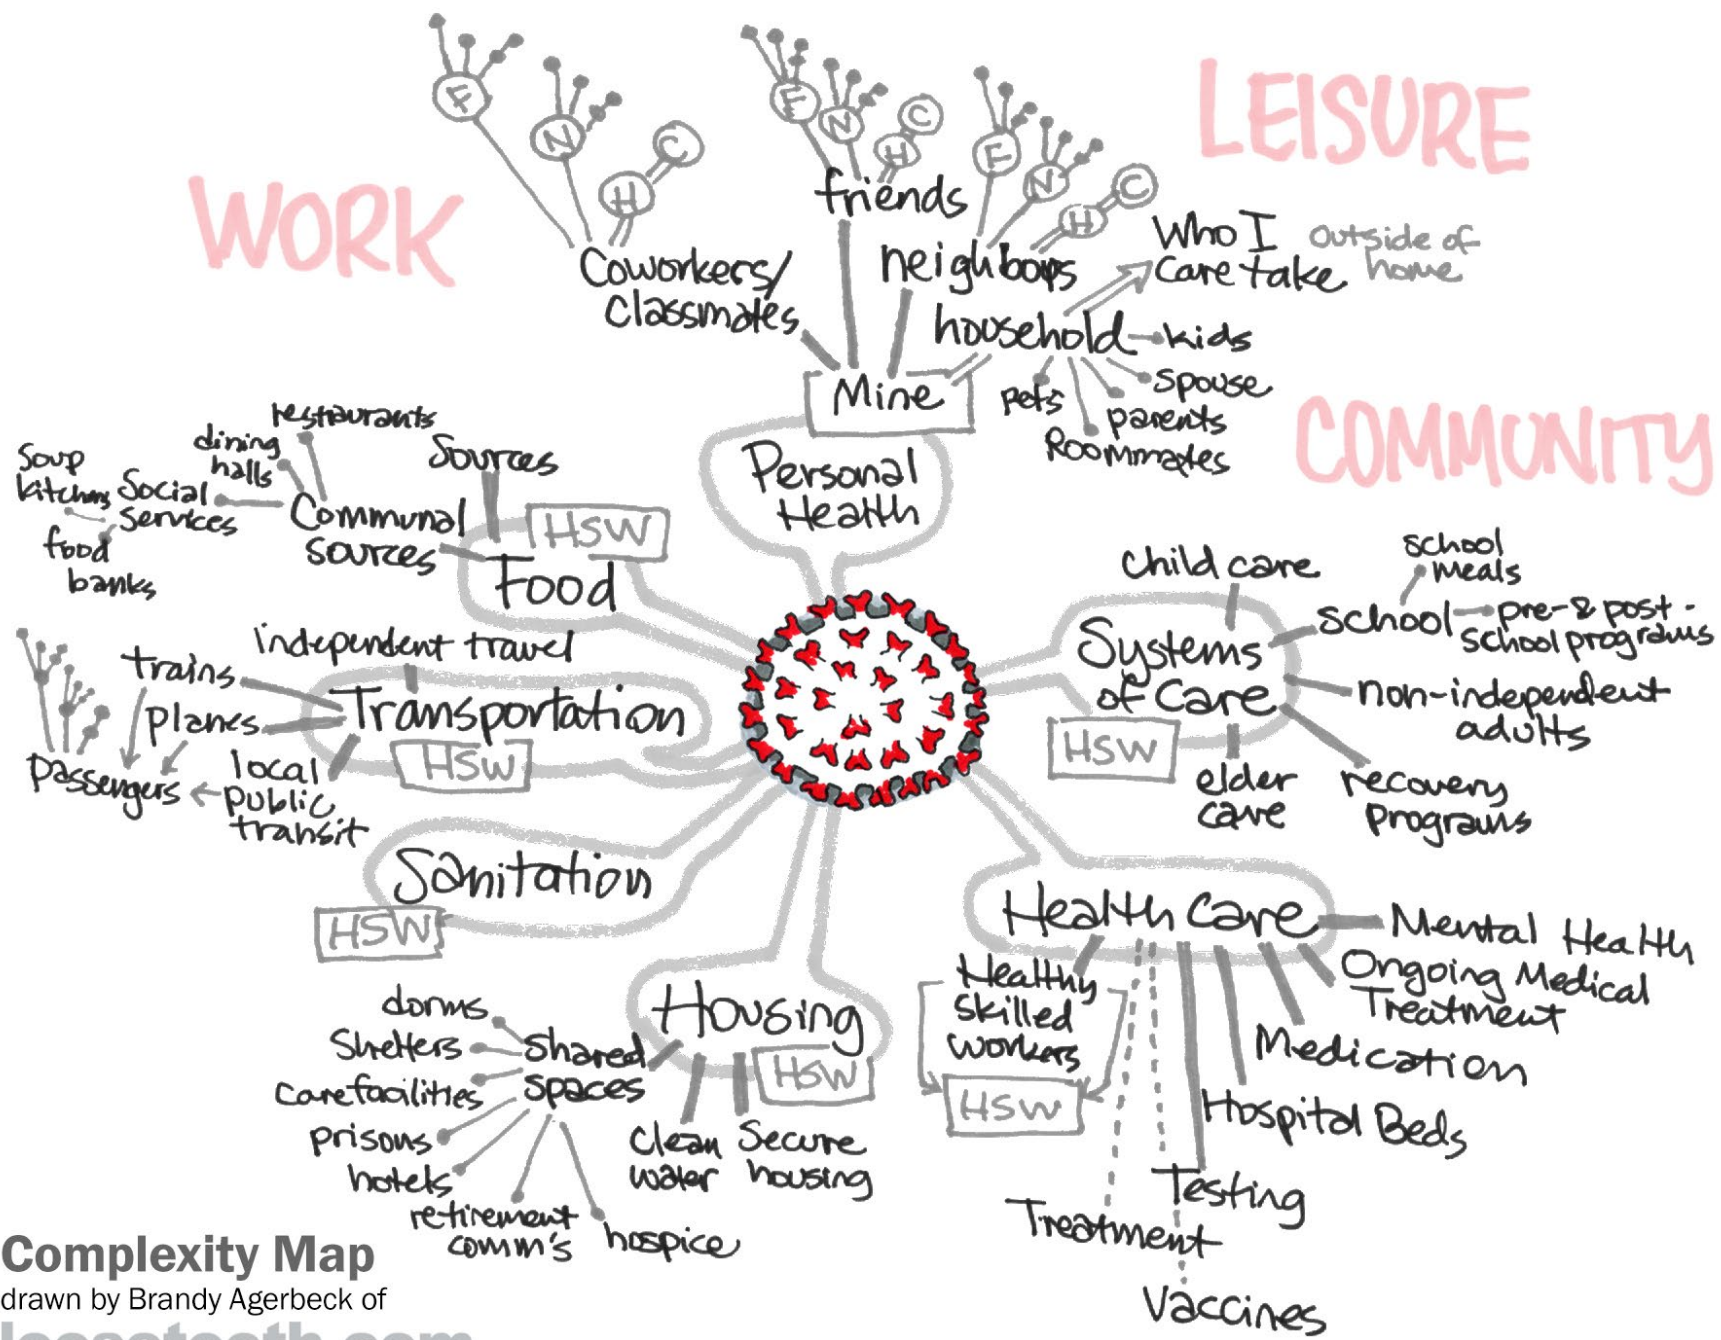 WORK
LEISURE
COMMUNITY
F
N
H
C
Coworkers/
classmates
F
N
H
C
friends
F
N
H
C
neighbors
Who I
care take
outside of
home
household
kids
spouse
pets
parents
Roommates
Mine
Personal
Health
restaurants
dining
halls
Sources
Soup
kitchens
Social
services
food
banks
Communal
sources
HSW
Food
independent travel
trains
planes
passengers
local
public
transit
Transportation
HSW
Sanitation
HSW
Housing
HSW
dorms
Shelters
Care facilities
prisons
hotels
retirement
comm's
hospice
Shared
spaces
Clean
water
Secure
housing
child care
school
meals
school
pre- & post-
school programs
Systems
of Care
HSW
non-independent
adults
elder
care
recovery
programs
Health Care
Healthy
skilled
workers
HSW
Mental Health
Ongoing Medical
Treatment
Medication
Hospital Beds
Testing
Treatment
Vaccines
Complexity Map
drawn by Brandy Agerbeck of
loosetooth.com